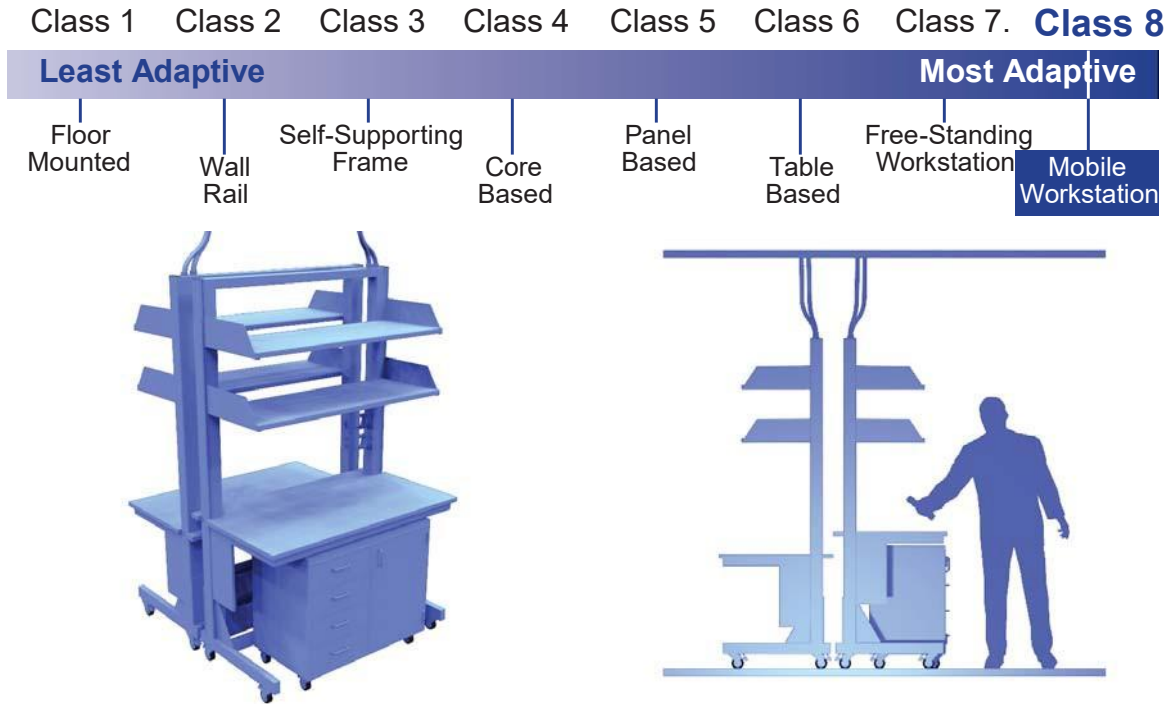 Class 1 Class 2 Class 3 Class 4 Class 5 Class 6 Class 7. Class 8
Least Adaptive Most Adaptive
Floor
Mounted
Wall
Rail
Self-Supporting
Frame
Core
Based
Panel
Based
Table
Based
Free-Standing
Workstation
Mobile
Workstation